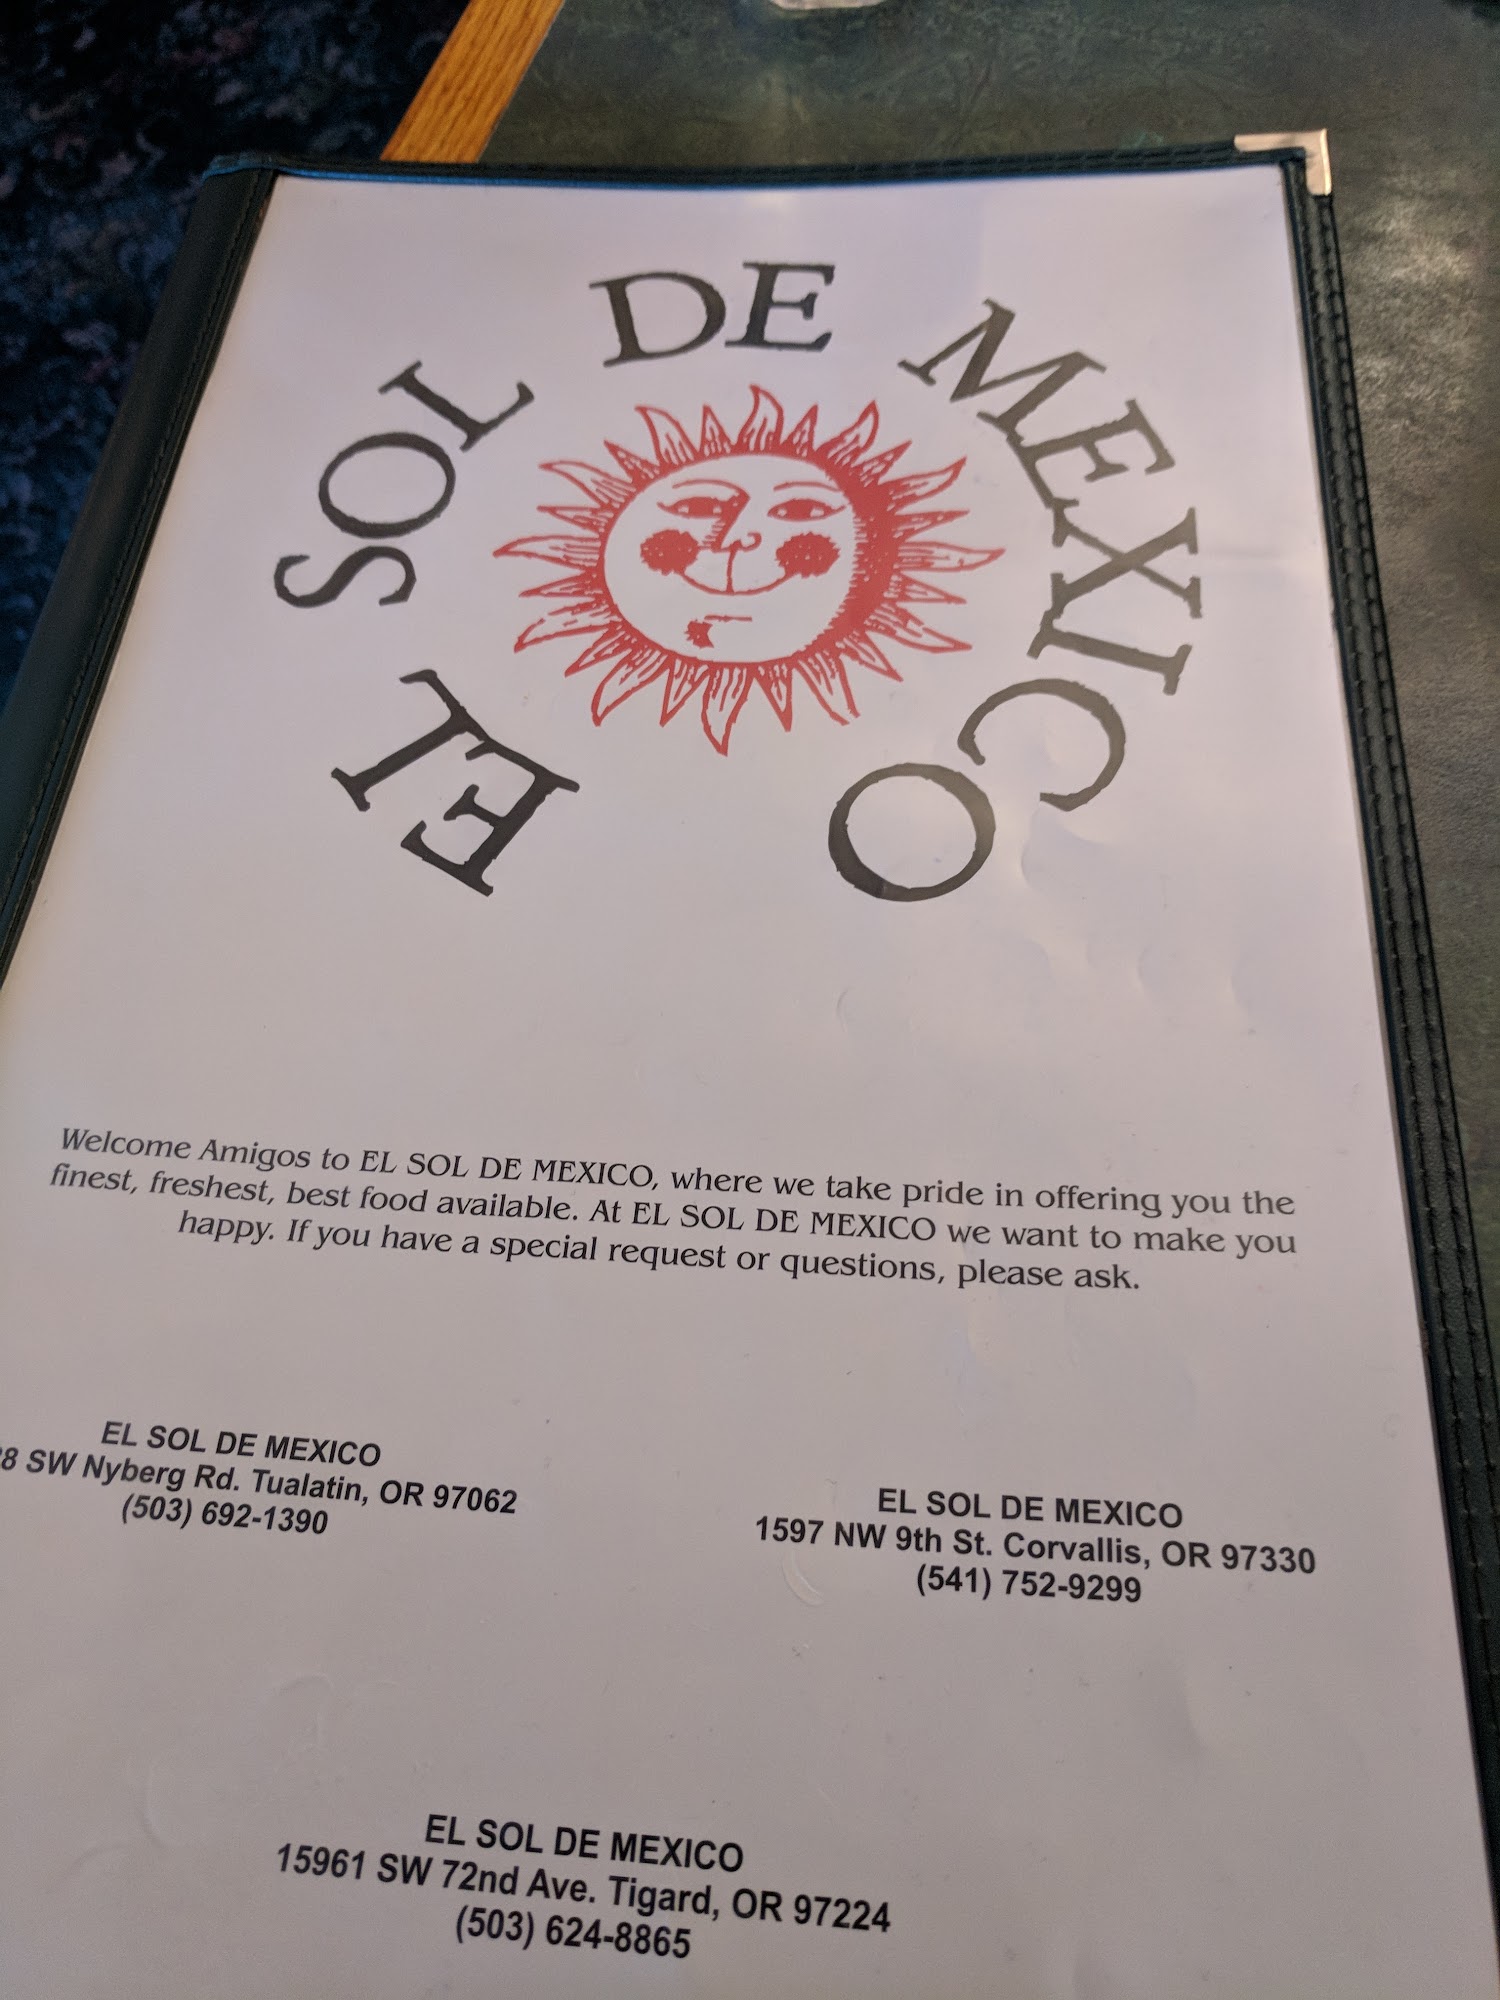 EL SOL DE MEXICO
Welcome Amigos to EL SOL DE MEXICO, where we take pride in offering you the
finest, freshest, best food available. At EL SOL DE MEXICO we want to make you
happy. If you have a special request or questions, please ask.
EL SOL DE MEXICO
SW Nyberg Rd. Tualatin, OR 97062
(503) 692-1390
EL SOL DE MEXICO
1597 NW 9th St. Corvallis, OR 97330
(541) 752-9299
EL SOL DE MEXICO
15961 SW 72nd Ave. Tigard, OR 97224
(503) 624-8865